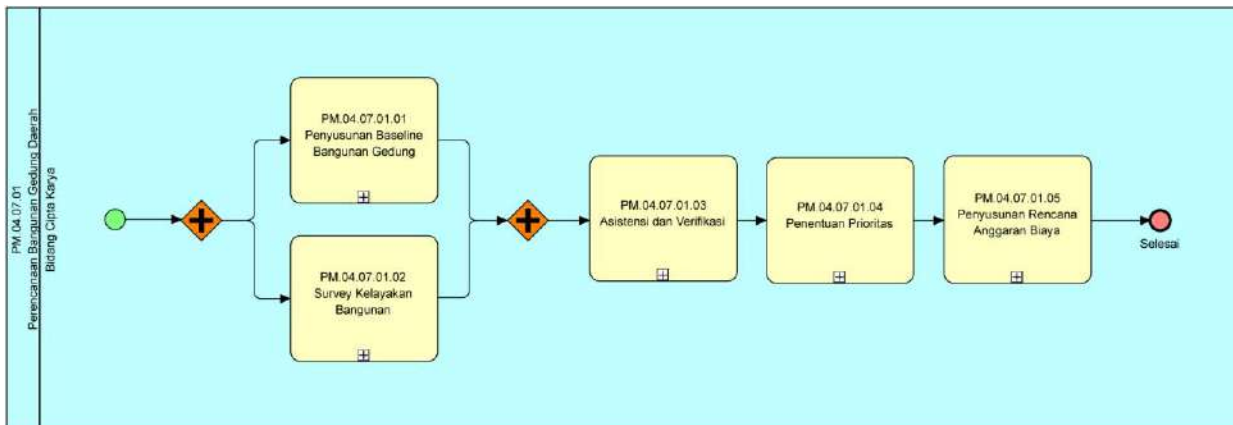 PM.04.07.01
Perencanaan Bangunan Gedung Daerah
Bidang Cipta Karya
PM.04.07.01.01
Penyusunan Baseline
Bangunan Gedung
PM.04.07.01.02
Survey Kelayakan
Bangunan
PM.04.07.01.03
Asistensi dan Verifikasi
PM.04.07.01.04
Penentuan Prioritas
PM.04.07.01.05
Penyusunan Rencana
Anggaran Biaya
Selesai